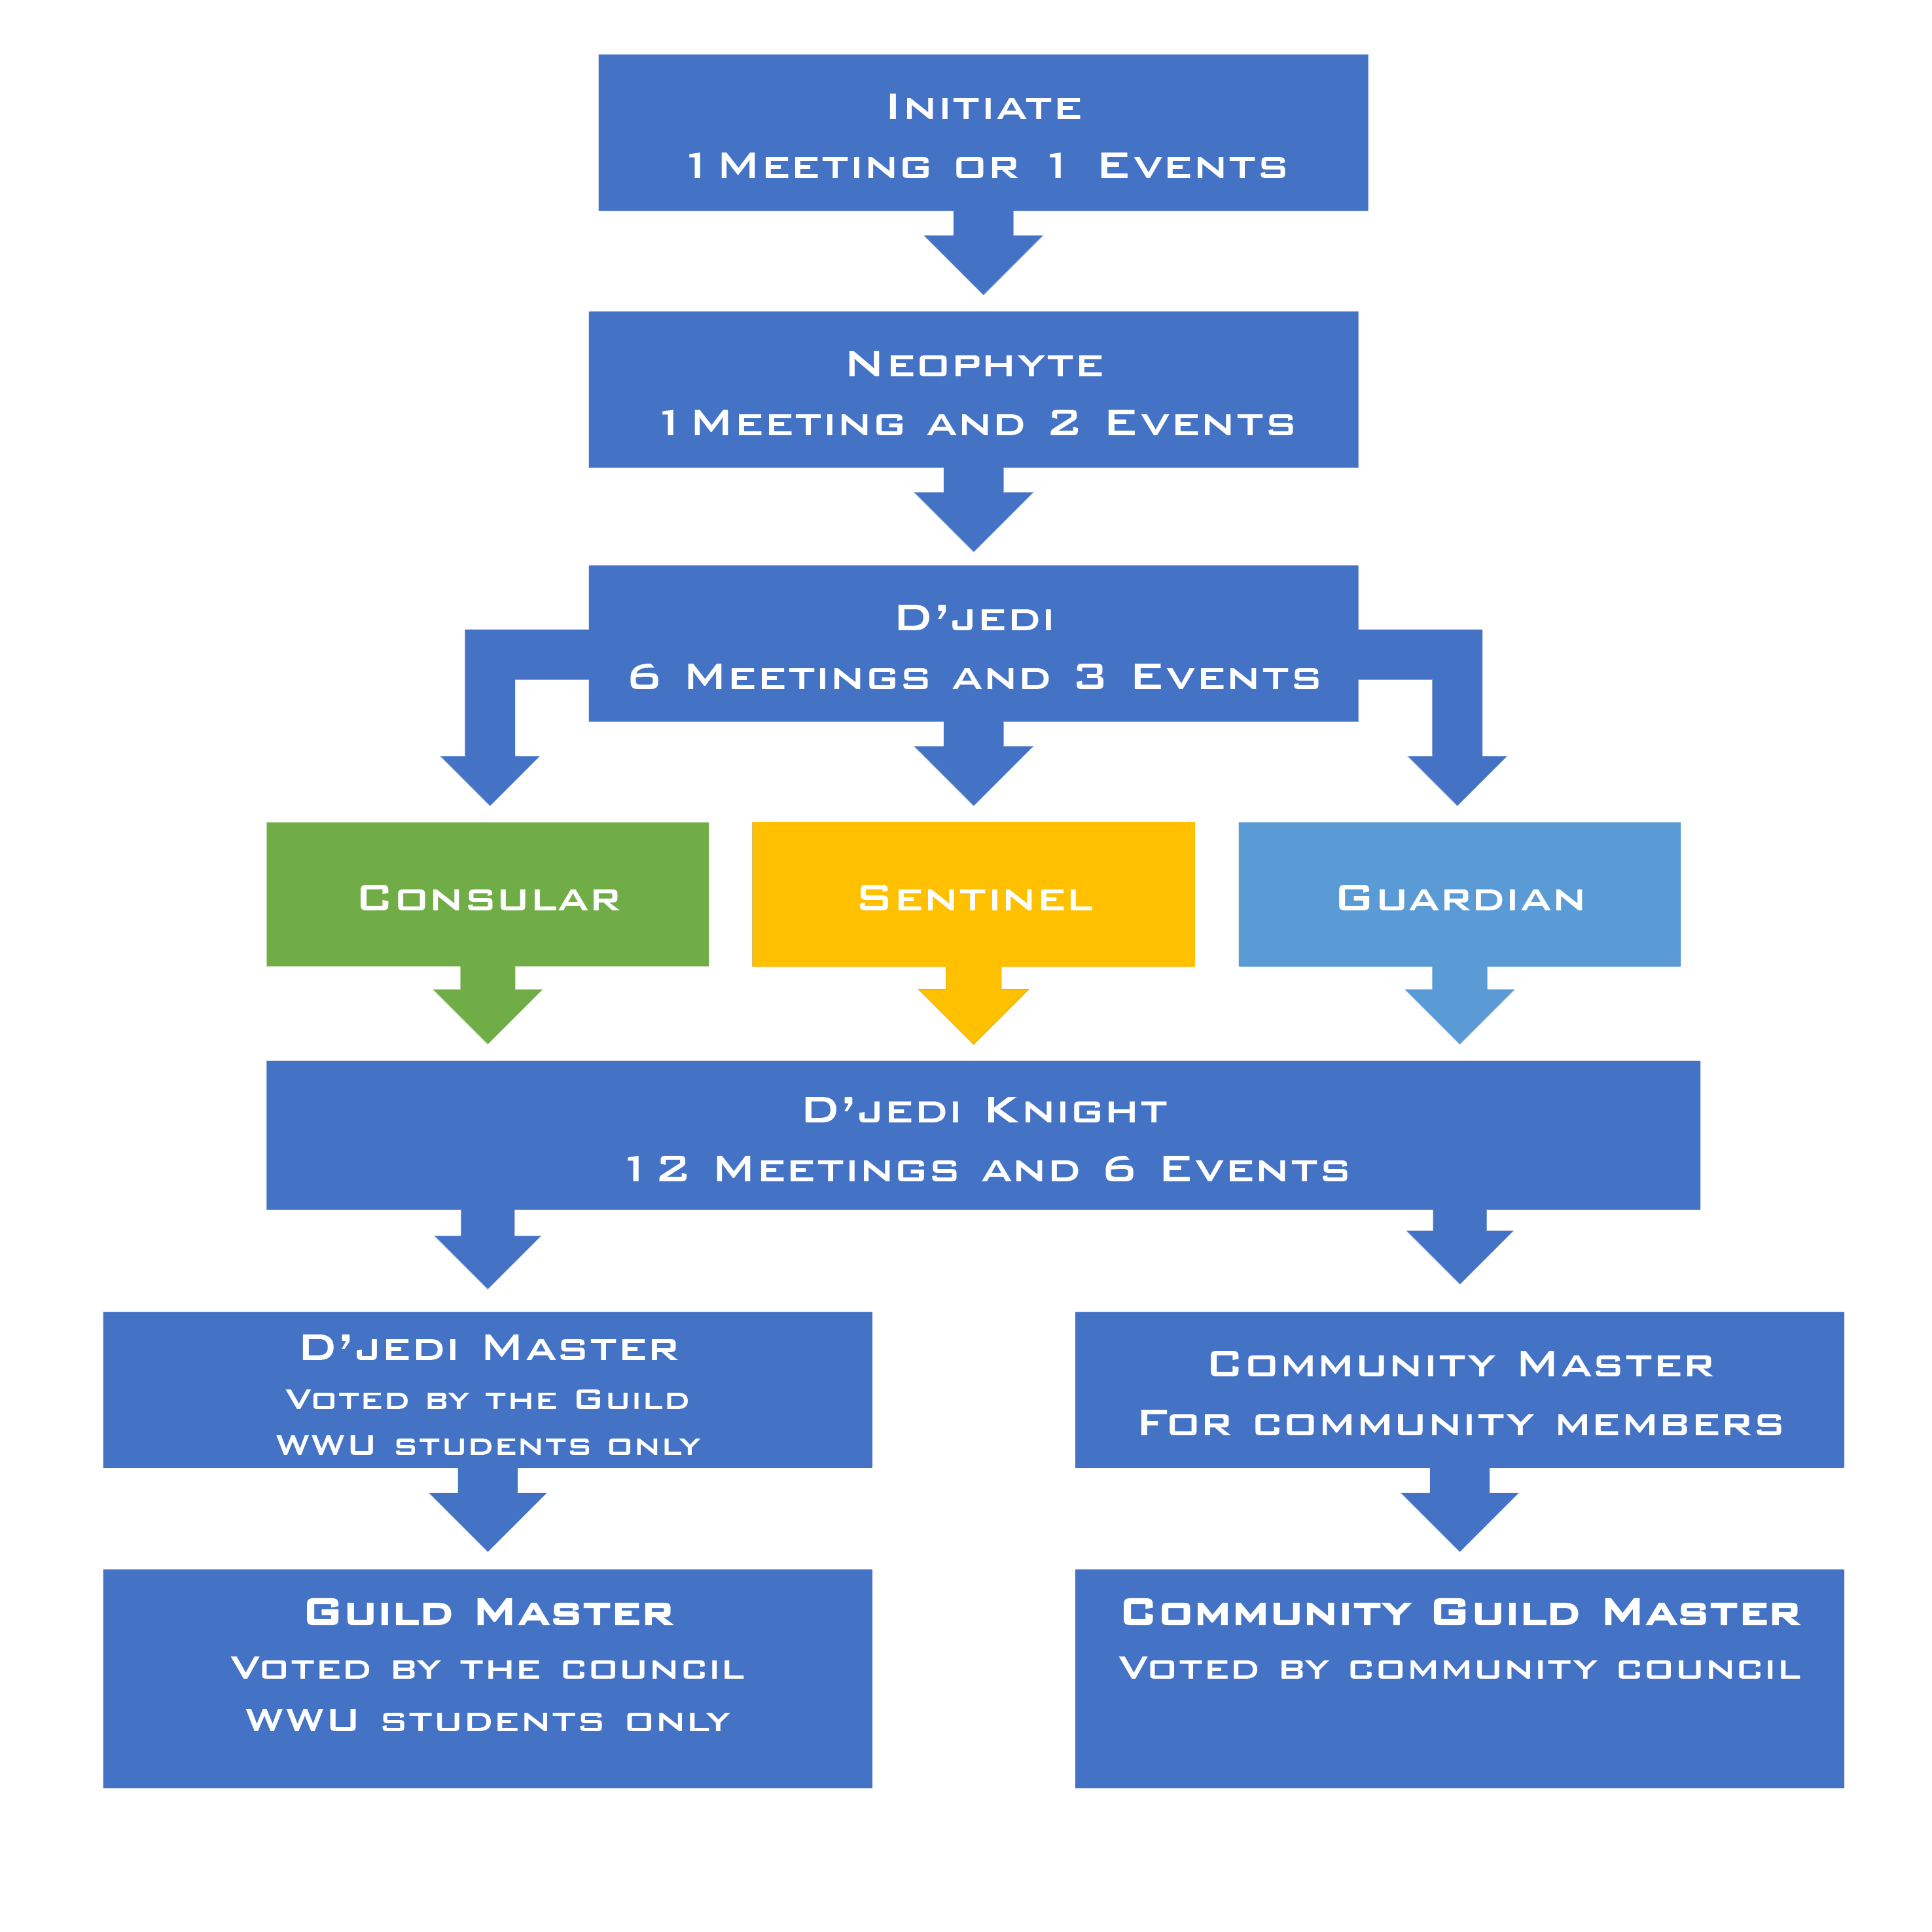 Initiate
1 Meeting or 1 Events
Neophyte
1 Meeting and 2 Events
D'jedi
6 Meetings and 3 Events
Consular
Sentinel
Guardian
D'jedi Knight
12 Meetings and 6 Events
D'jedi Master
Voted by the Guild
WWU students only
Community Master
For community members
Guild Master
Voted by the council
WWU students only
Community Guild Master
Voted by community council